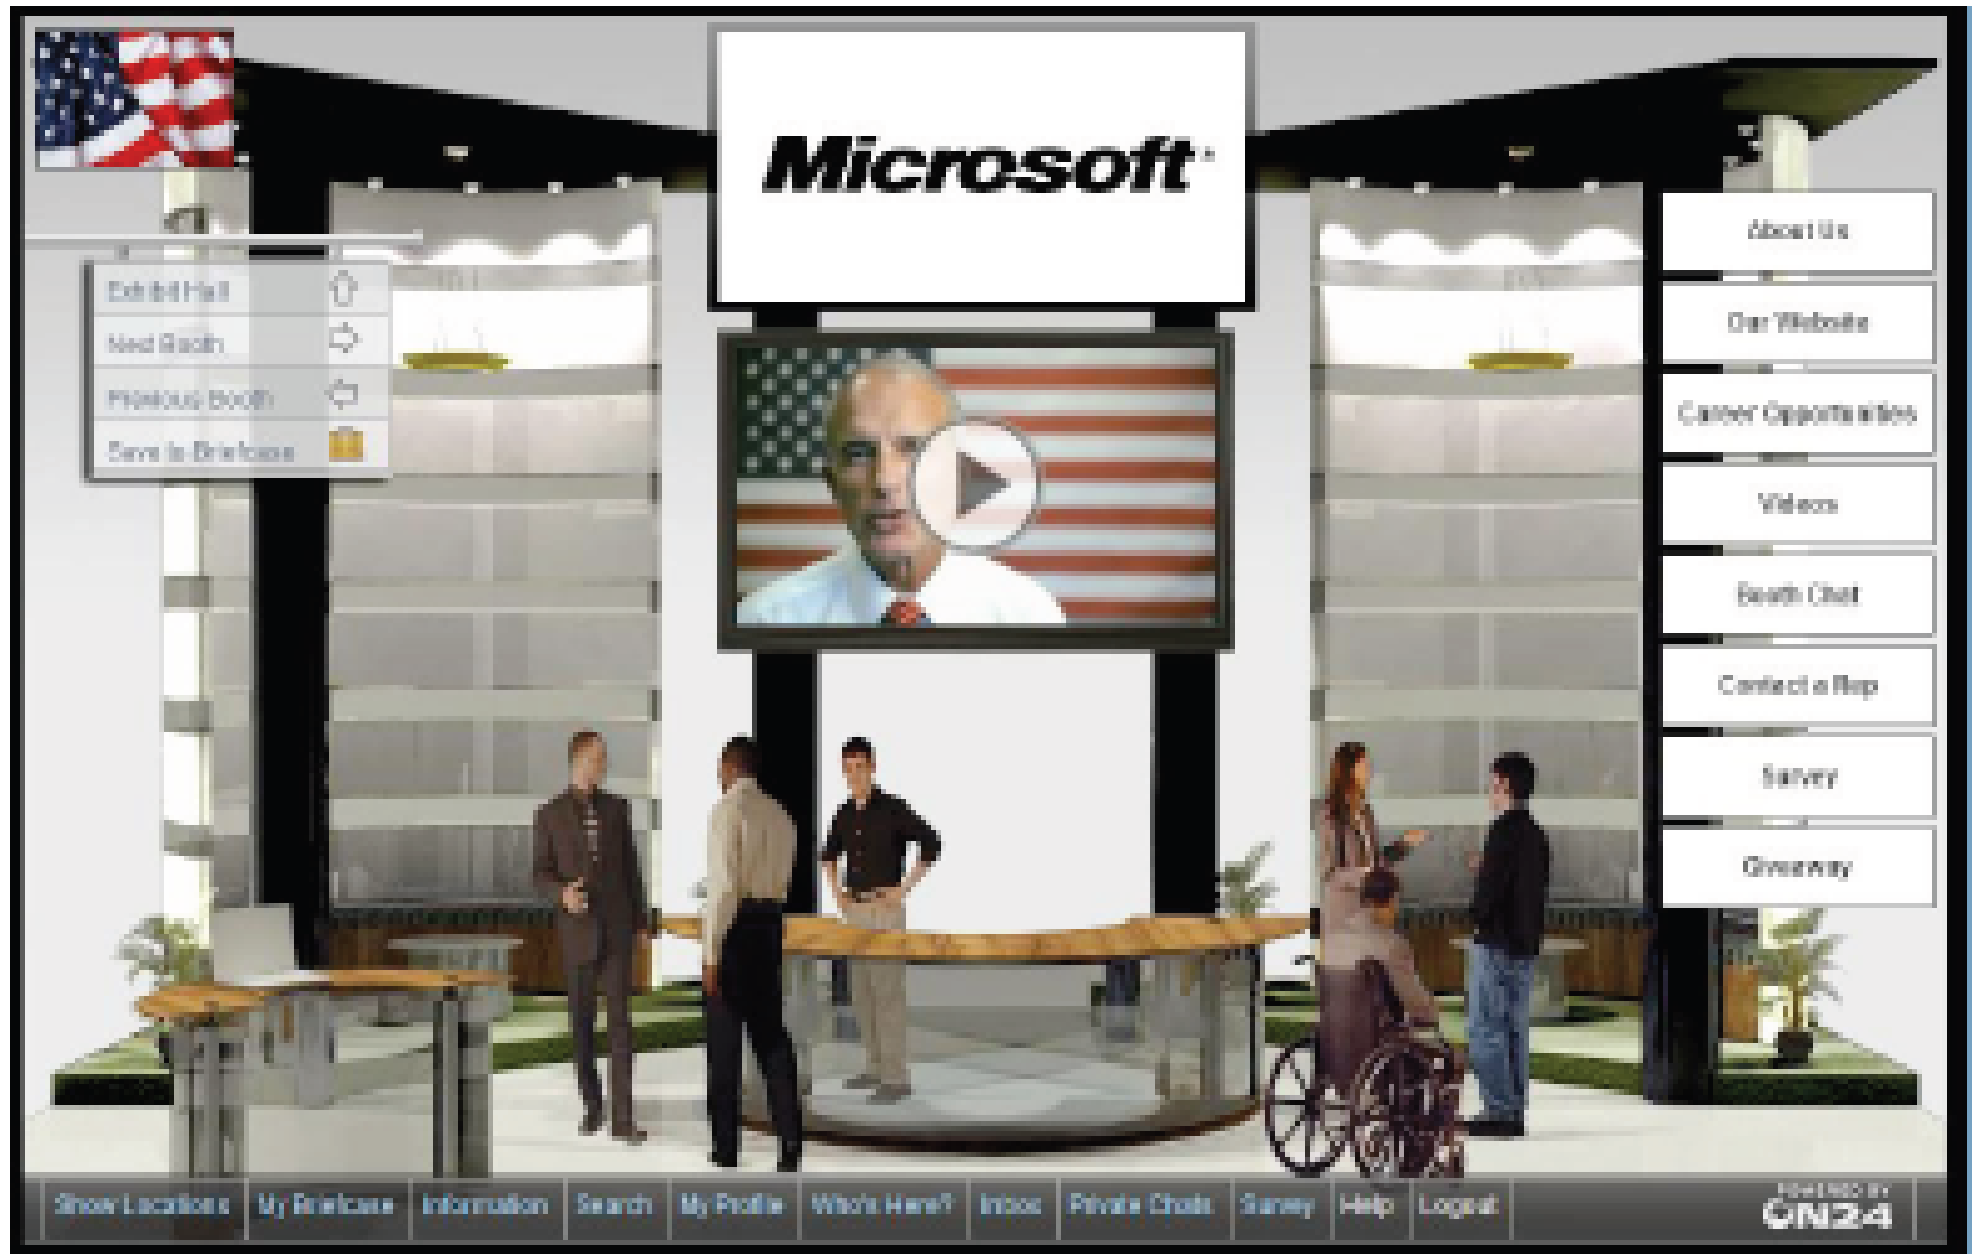 Microsoft®
Exhibit Hall
Next Booth
Previous Booth
Save to Briefcase
About Us
Our Website
Career Opportunities
Videos
Booth Chat
Contact a Rep
Survey
Giveaway
Show Locations My Briefcase Information Search My Profile Who's Here? Inbox Private Chats Survey Help Logout
POWERED BY
ON24